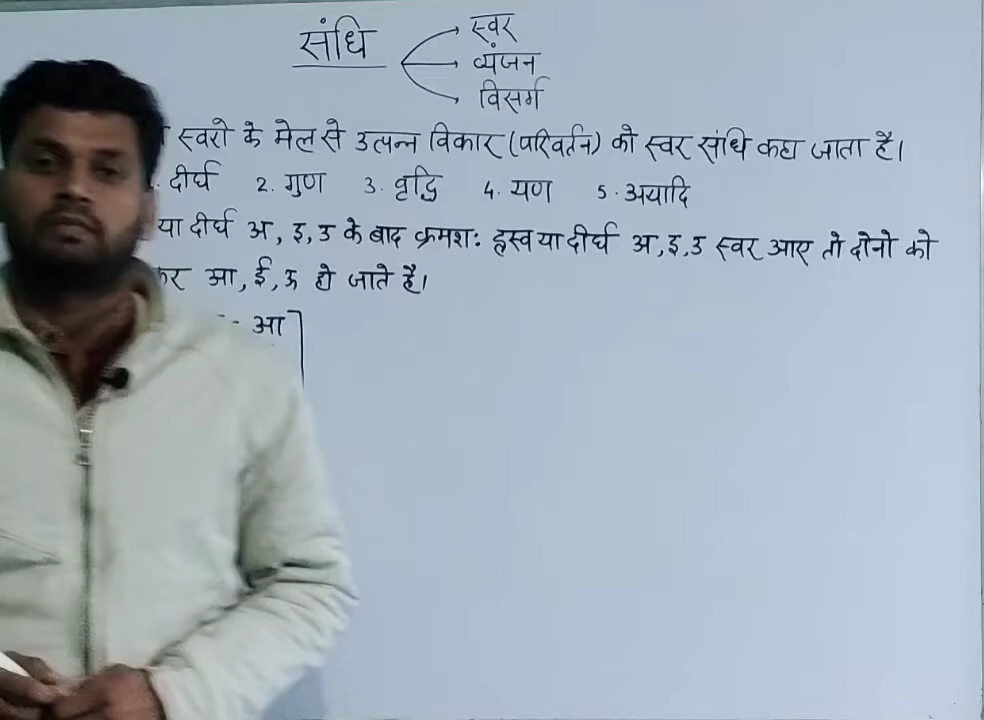 संधि
स्वर
व्यंजन
विसर्ग
स्वरो के मेल से उत्पन्न विकार (परिवर्तन) को स्वर संधि कहा जाता है।
दीर्घ 2. गुण 3. वृद्धि 4. यण 5. अयादि
या दीर्घ अ, इ, उ के बाद क्रमशः ह्रस्व या दीर्घ अ, इ, उ स्वर आए तो दोनो को
आ, ई, ऊ हो जाते है।
आ